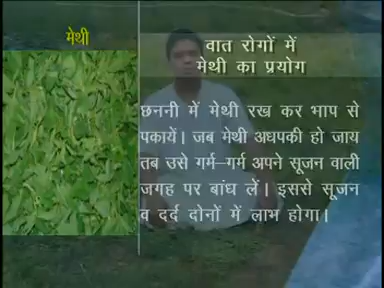 मेथी
वात रोगों में
मेथी का प्रयोग
छननी में मेथी रख कर भाप से
पकायें। जब मेथी अधपकी हो जाय
तब उसे गर्म-गर्म अपने सूजन वाली
जगह पर बांध लें। इससे सूजन
व दर्द दोनों में लाभ होगा।